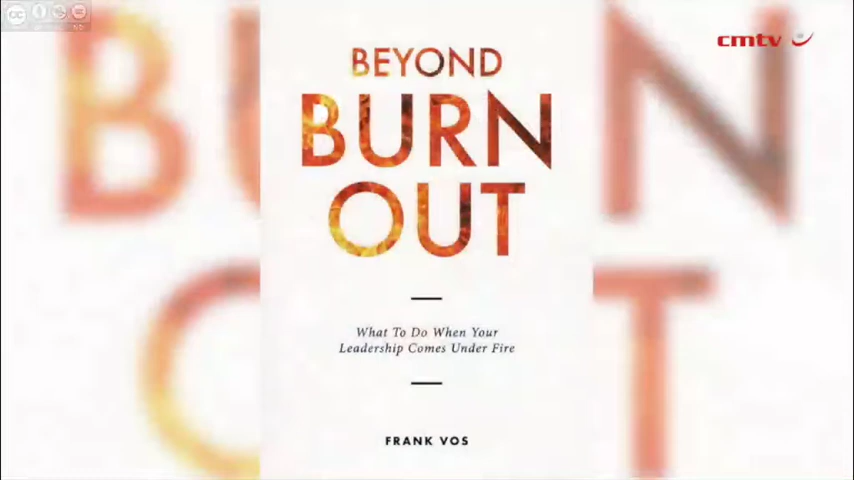 cmtv
BEYOND
BURN
OUT
What To Do When Your
Leadership Comes Under Fire
FRANK VOS